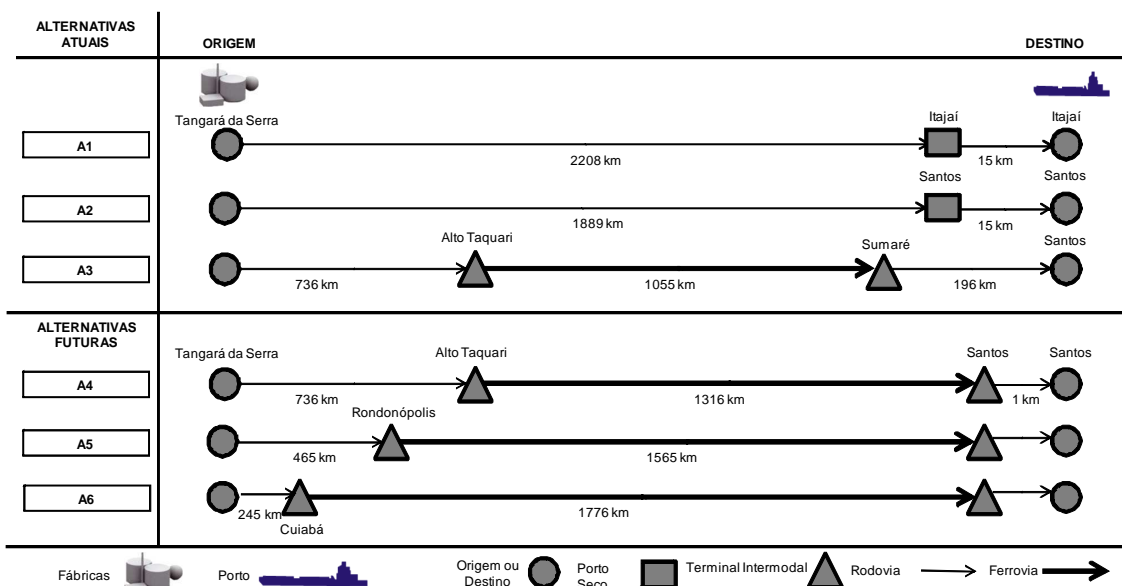 ALTERNATIVAS
ATUAIS
ORIGEM
DESTINO
Tangará da Serra
Itajaí
Itajaí
A1
2208 km
15 km
Santos
Santos
A2
1889 km
15 km
Alto Taquari
Sumaré
Santos
A3
736 km
1055 km
196 km
ALTERNATIVAS
FUTURAS
Tangará da Serra
Alto Taquari
Santos
Santos
A4
736 km
1316 km
1 km
Rondonópolis
A5
465 km
1565 km
A6
245 km
1776 km
Cuiabá
Fábricas
Porto
Origem ou
Destino
Porto
Seco
Terminal Intermodal
Rodovia
Ferrovia